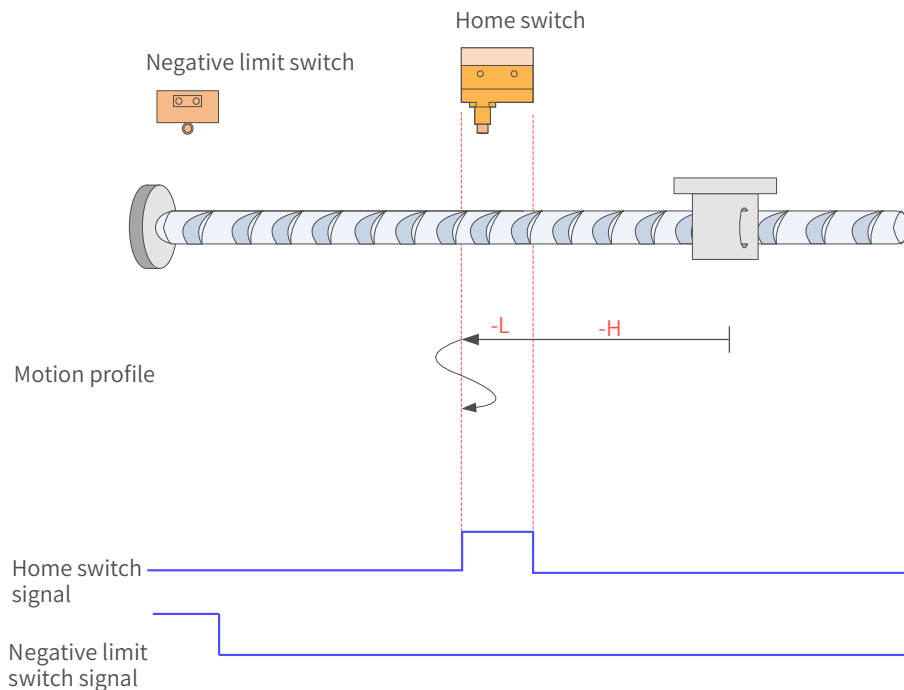 Home switch
Negative limit switch
-L
-H
Motion profile
Home switch
signal
Negative limit
switch signal